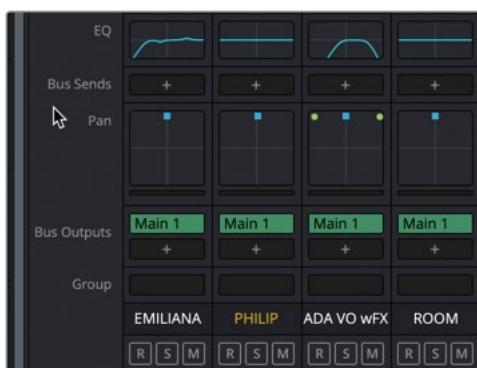 EQ
Bus Sends + + + +
Pan
Bus Outputs Main 1 Main 1 Main 1 Main 1
+ + + +
Group
EMILIANA PHILIP ADA VO wFX ROOM
R S M R S M R S M R S M